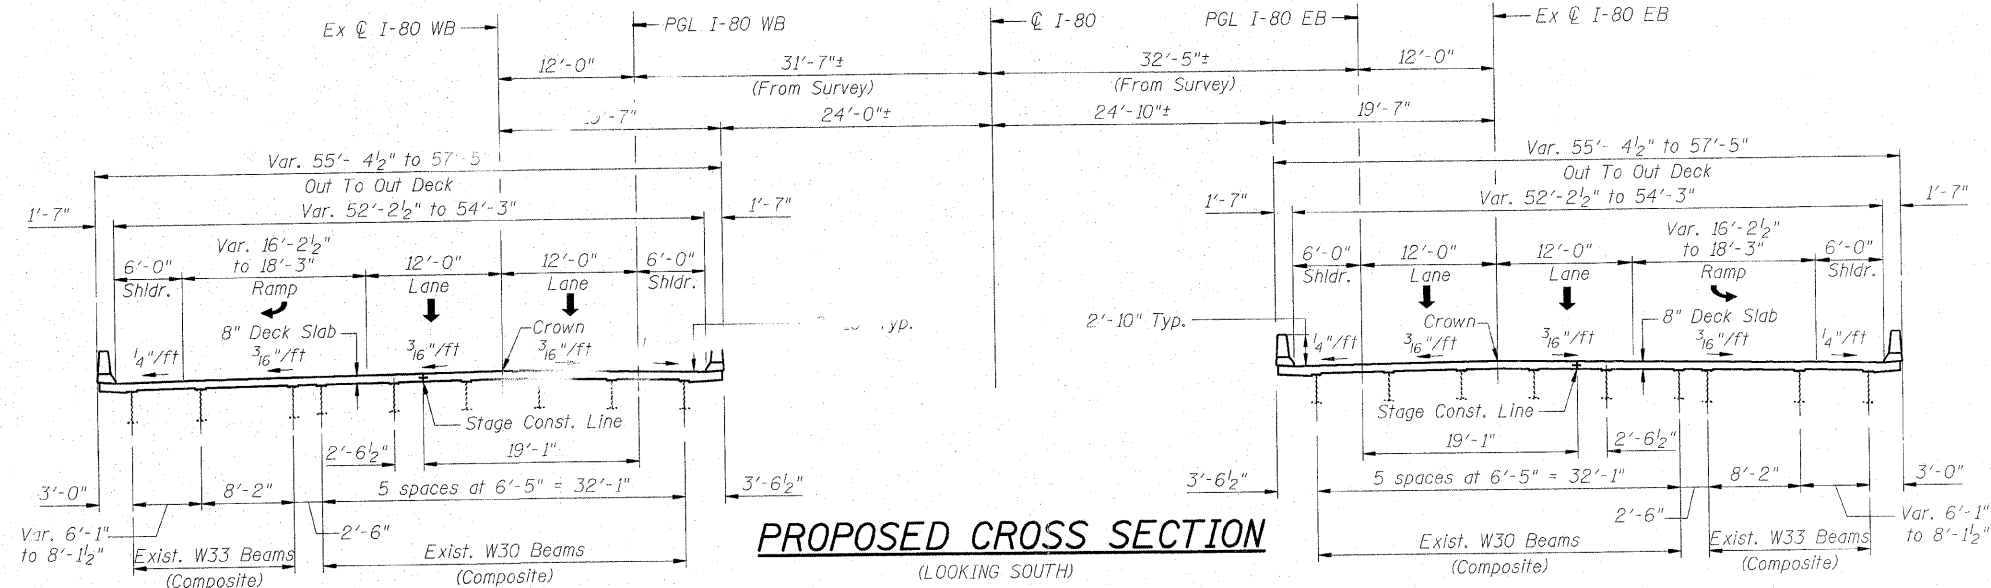 Ex ℄ I-80 WB
PGL I-80 WB
℄ I-80
PGL I-80 EB
Ex ℄ I-80 EB
12'-0"
31'-7"±
(From Survey)
32'-5"±
(From Survey)
12'-0"
24'-0"±
24'-10"±
19'-7"
Var. 55'-4½" to 57'-5"
Out To Out Deck
Var. 52'-2½" to 54'-3"
1'-7"
1'-7"
Var. 55'-4½" to 57'-5"
Out To Out Deck
Var. 52'-2½" to 54'-3"
1'-7"
1'-7"
6'-0"
Shldr.
Var. 16'-2½"
to 18'-3"
Ramp
12'-0"
Lane
12'-0"
Lane
6'-0"
Shldr.
6'-0"
Shldr.
12'-0"
Lane
12'-0"
Lane
Var. 16'-2½"
to 18'-3"
Ramp
6'-0"
Shldr.
8" Deck Slab
Crown
Typ.
2'-10" Typ.
Crown
8" Deck Slab
¼"/ft
3/16"/ft
3/16"/ft
3/16"/ft
¼"/ft
3/16"/ft
3/16"/ft
3/16"/ft
¼"/ft
Stage Const. Line
Stage Const. Line
2'-6½"
19'-1"
19'-1"
2'-6½"
3'-0"
8'-2"
5 spaces at 6'-5" = 32'-1"
3'-6½"
3'-6½"
5 spaces at 6'-5" = 32'-1"
8'-2"
3'-0"
Var. 6'-1"
to 8'-1½"
2'-6"
2'-6"
Var. 6'-1"
to 8'-1½"
Exist. W33 Beams
(Composite)
Exist. W30 Beams
(Composite)
Exist. W30 Beams
(Composite)
Exist. W33 Beams
(Composite)
PROPOSED CROSS SECTION
(LOOKING SOUTH)